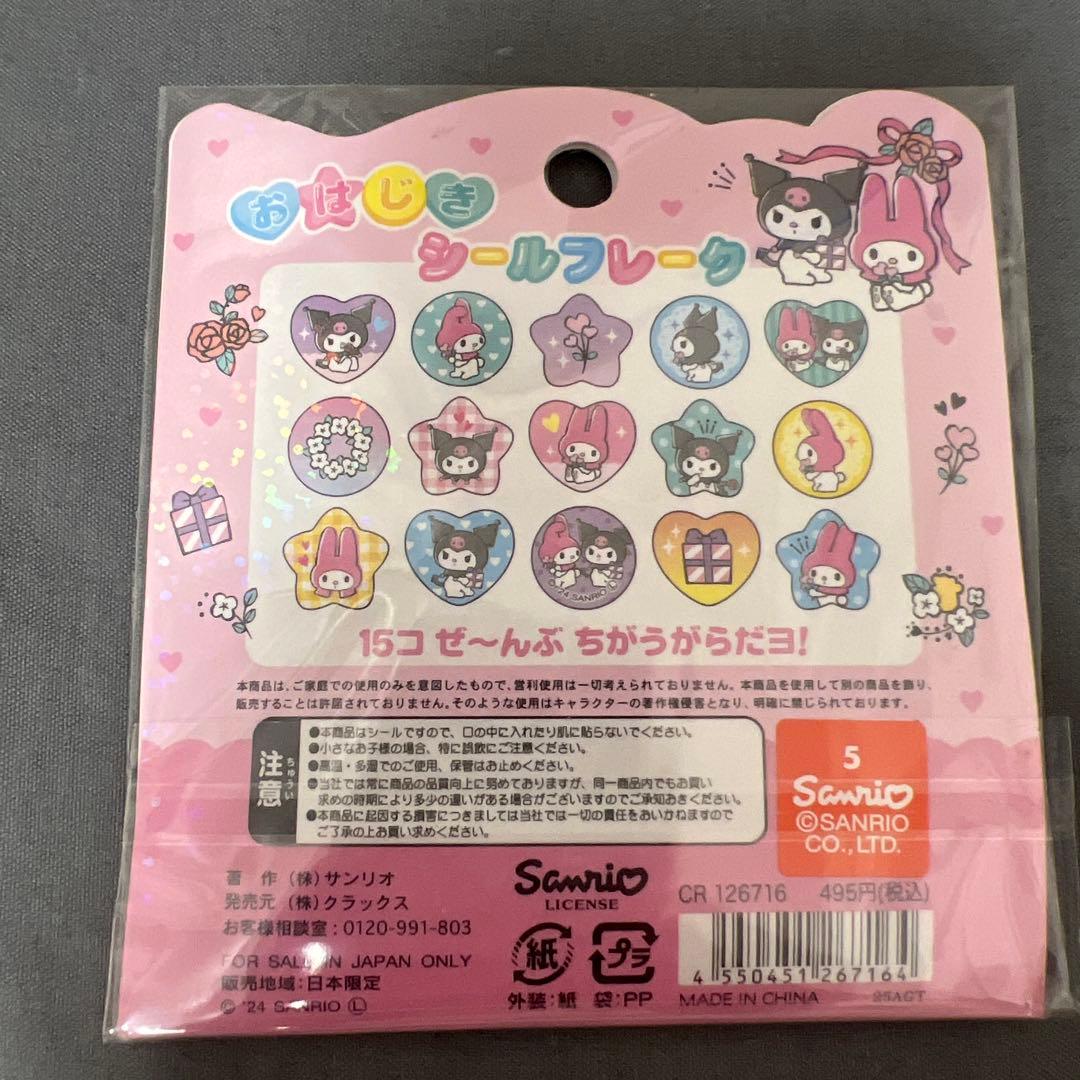 おはじき
シールフレーク
'24 SANRIO Ⓛ
15コ ぜ〜んぶ ちがうがらだヨ!
本商品は、ご家庭での使用のみを意図したもので、営利使用は一切考えられておりません。本商品を使用して別の商品を飾り、
販売することは許諾されておりません。そのような使用はキャラクターの著作権侵害となり、明確に禁じられております。
注意
ちゅうい
●本商品はシールですので、口の中に入れたり肌に貼らないでください。
●小さなお子様の場合、特に誤飲にご注意ください。
●高温・多湿でのご使用、保管はお止めください。
●当社では常に商品の品質向上に努めておりますが、同一商品内でもお買い
求めの時期により多少の違いがある場合がございますのでご承知おきください。
●本商品に起因する損害につきましては当社では一切の責任をおいかねますので
ご了承の上お買い求めください。
5
Sanrio
©SANRIO
CO.,LTD.
著 作 (株)サンリオ
発売元 (株)クラックス
お客様相談室:0120-991-803
FOR SALE IN JAPAN ONLY
販売地域:日本限定
© '24 SANRIO Ⓛ
Sanrio
LICENSE
紙
プラ
外装:紙 袋:PP
CR 126716 495円(税込)
4 550451 267164
MADE IN CHINA 25AGT